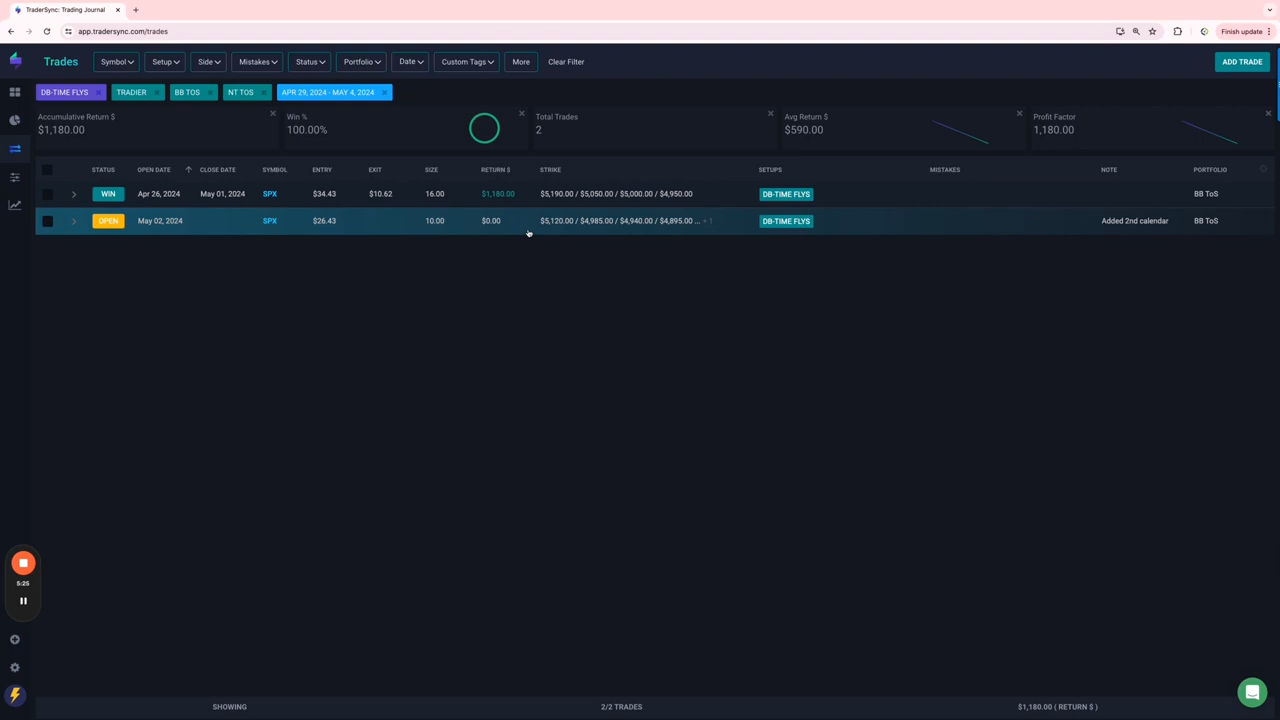 TraderSync: Trading Journal
app.tradersync.com/trades
Finish update
Trades
Symbol
Setup
Side
Mistakes
Status
Portfolio
Date
Custom Tags
More
Clear Filter
ADD TRADE
DB-TIME FLYS
TRADIER
BB TOS
NT TOS
APR 29, 2024 - MAY 4, 2024
Accumulative Return $
$1,180.00
Win %
100.00%
Total Trades
2
Avg Return $
$590.00
Profit Factor
1,180.00
STATUS OPEN DATE CLOSE DATE SYMBOL ENTRY EXIT SIZE RETURN $ STRIKE SETUPS MISTAKES NOTE PORTFOLIO
WIN Apr 26, 2024 May 01, 2024 SPX $34.43 $10.62 16.00 $1,180.00 $5,190.00 / $5,050.00 / $5,000.00 / $4,950.00 DB-TIME FLYS BB ToS
OPEN May 02, 2024 SPX $26.43 10.00 $0.00 $5,120.00 / $4,985.00 / $4,940.00 / $4,895.00 ... + 1 DB-TIME FLYS Added 2nd calendar BB ToS
5:25
SHOWING 2/2 TRADES $1,180.00 ( RETURN $ )